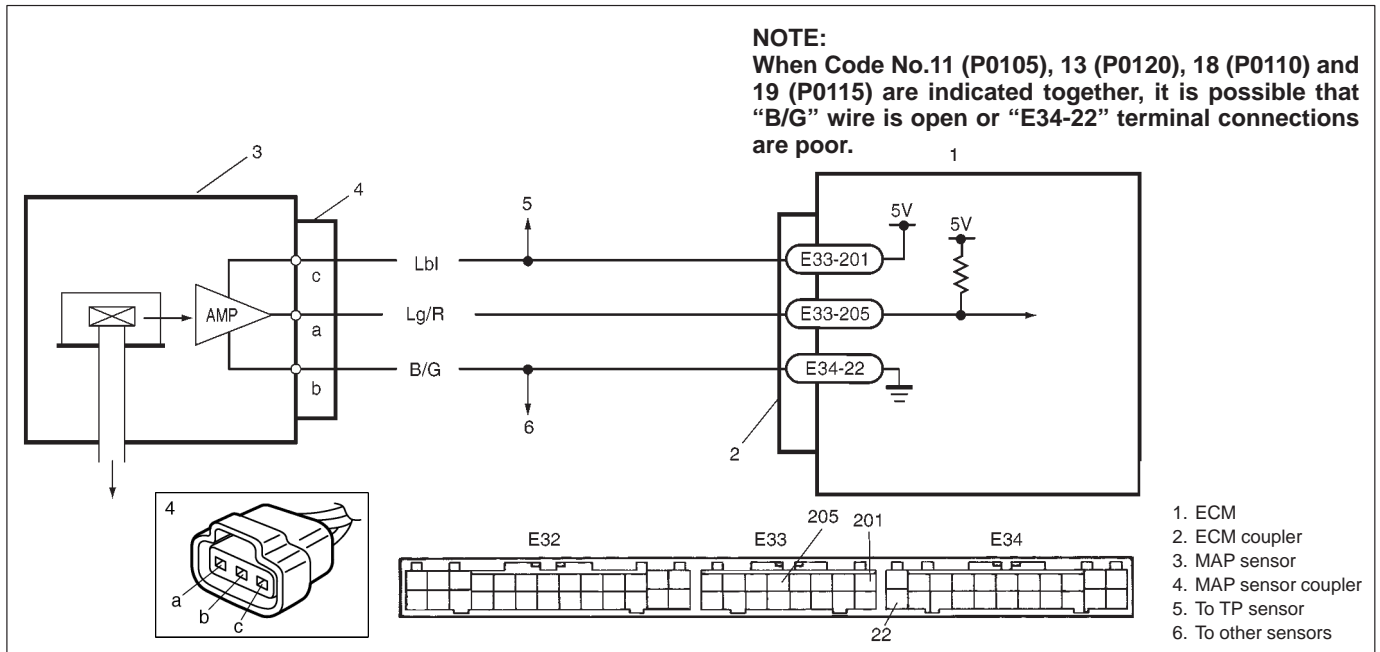 NOTE:
When Code No.11 (P0105), 13 (P0120), 18 (P0110) and
19 (P0115) are indicated together, it is possible that
“B/G” wire is open or “E34-22” terminal connections
are poor.
1
3
4
5
5V
5V
c
Lbl
E33-201
AMP
a
Lg/R
E33-205
b
B/G
E34-22
6
2
4
a
b
c
E32
E33
E34
205
201
22
1. ECM
2. ECM coupler
3. MAP sensor
4. MAP sensor coupler
5. To TP sensor
6. To other sensors